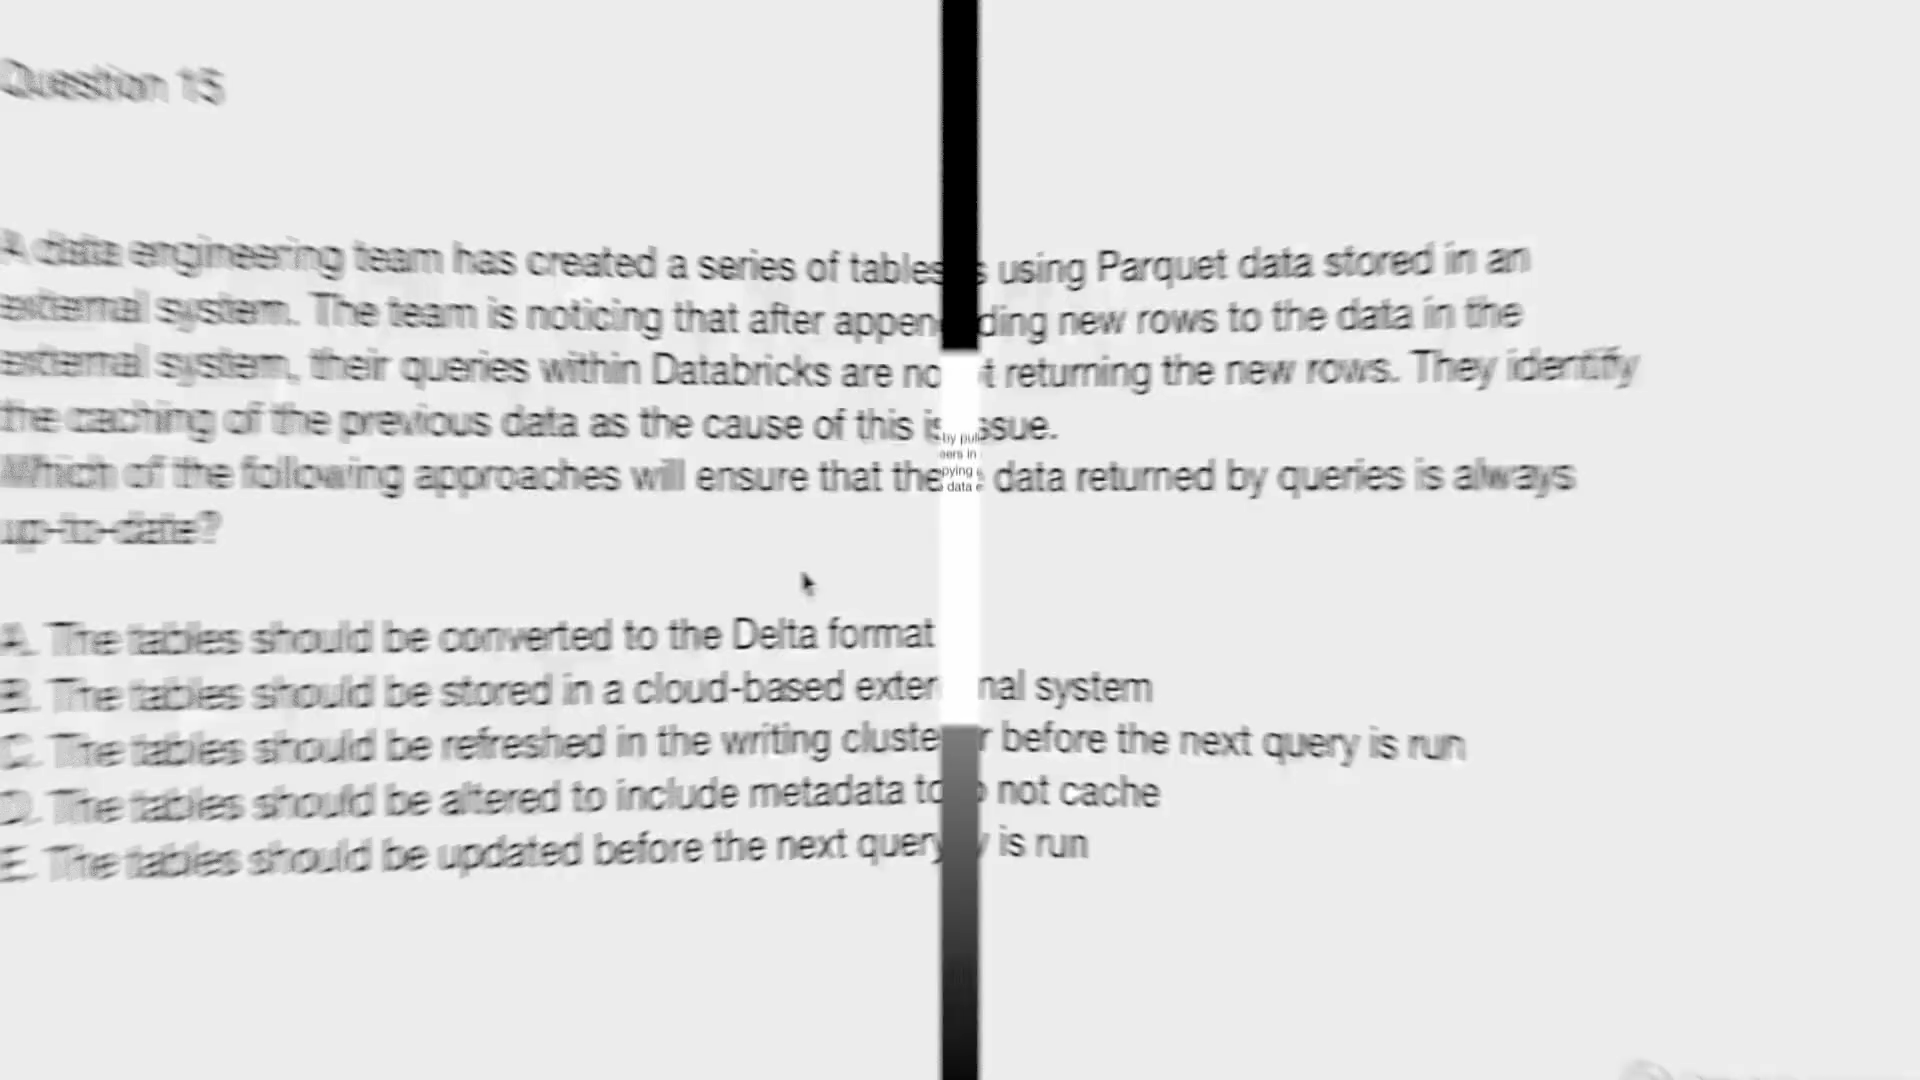 Question 15
A data engineering team has created a series of tables using Parquet data stored in an
external system. The team is noticing that after appending new rows to the data in the
external system, their queries within Databricks are not returning the new rows. They identify
the caching of the previous data as the cause of this issue.
by pul
eers in
pying
data e
Which of the following approaches will ensure that the data returned by queries is always
up-to-date?
A. The tables should be converted to the Delta format
B. The tables should be stored in a cloud-based external system
C. The tables should be refreshed in the writing cluster before the next query is run
D. The tables should be altered to include metadata to not cache
E. The tables should be updated before the next query is run